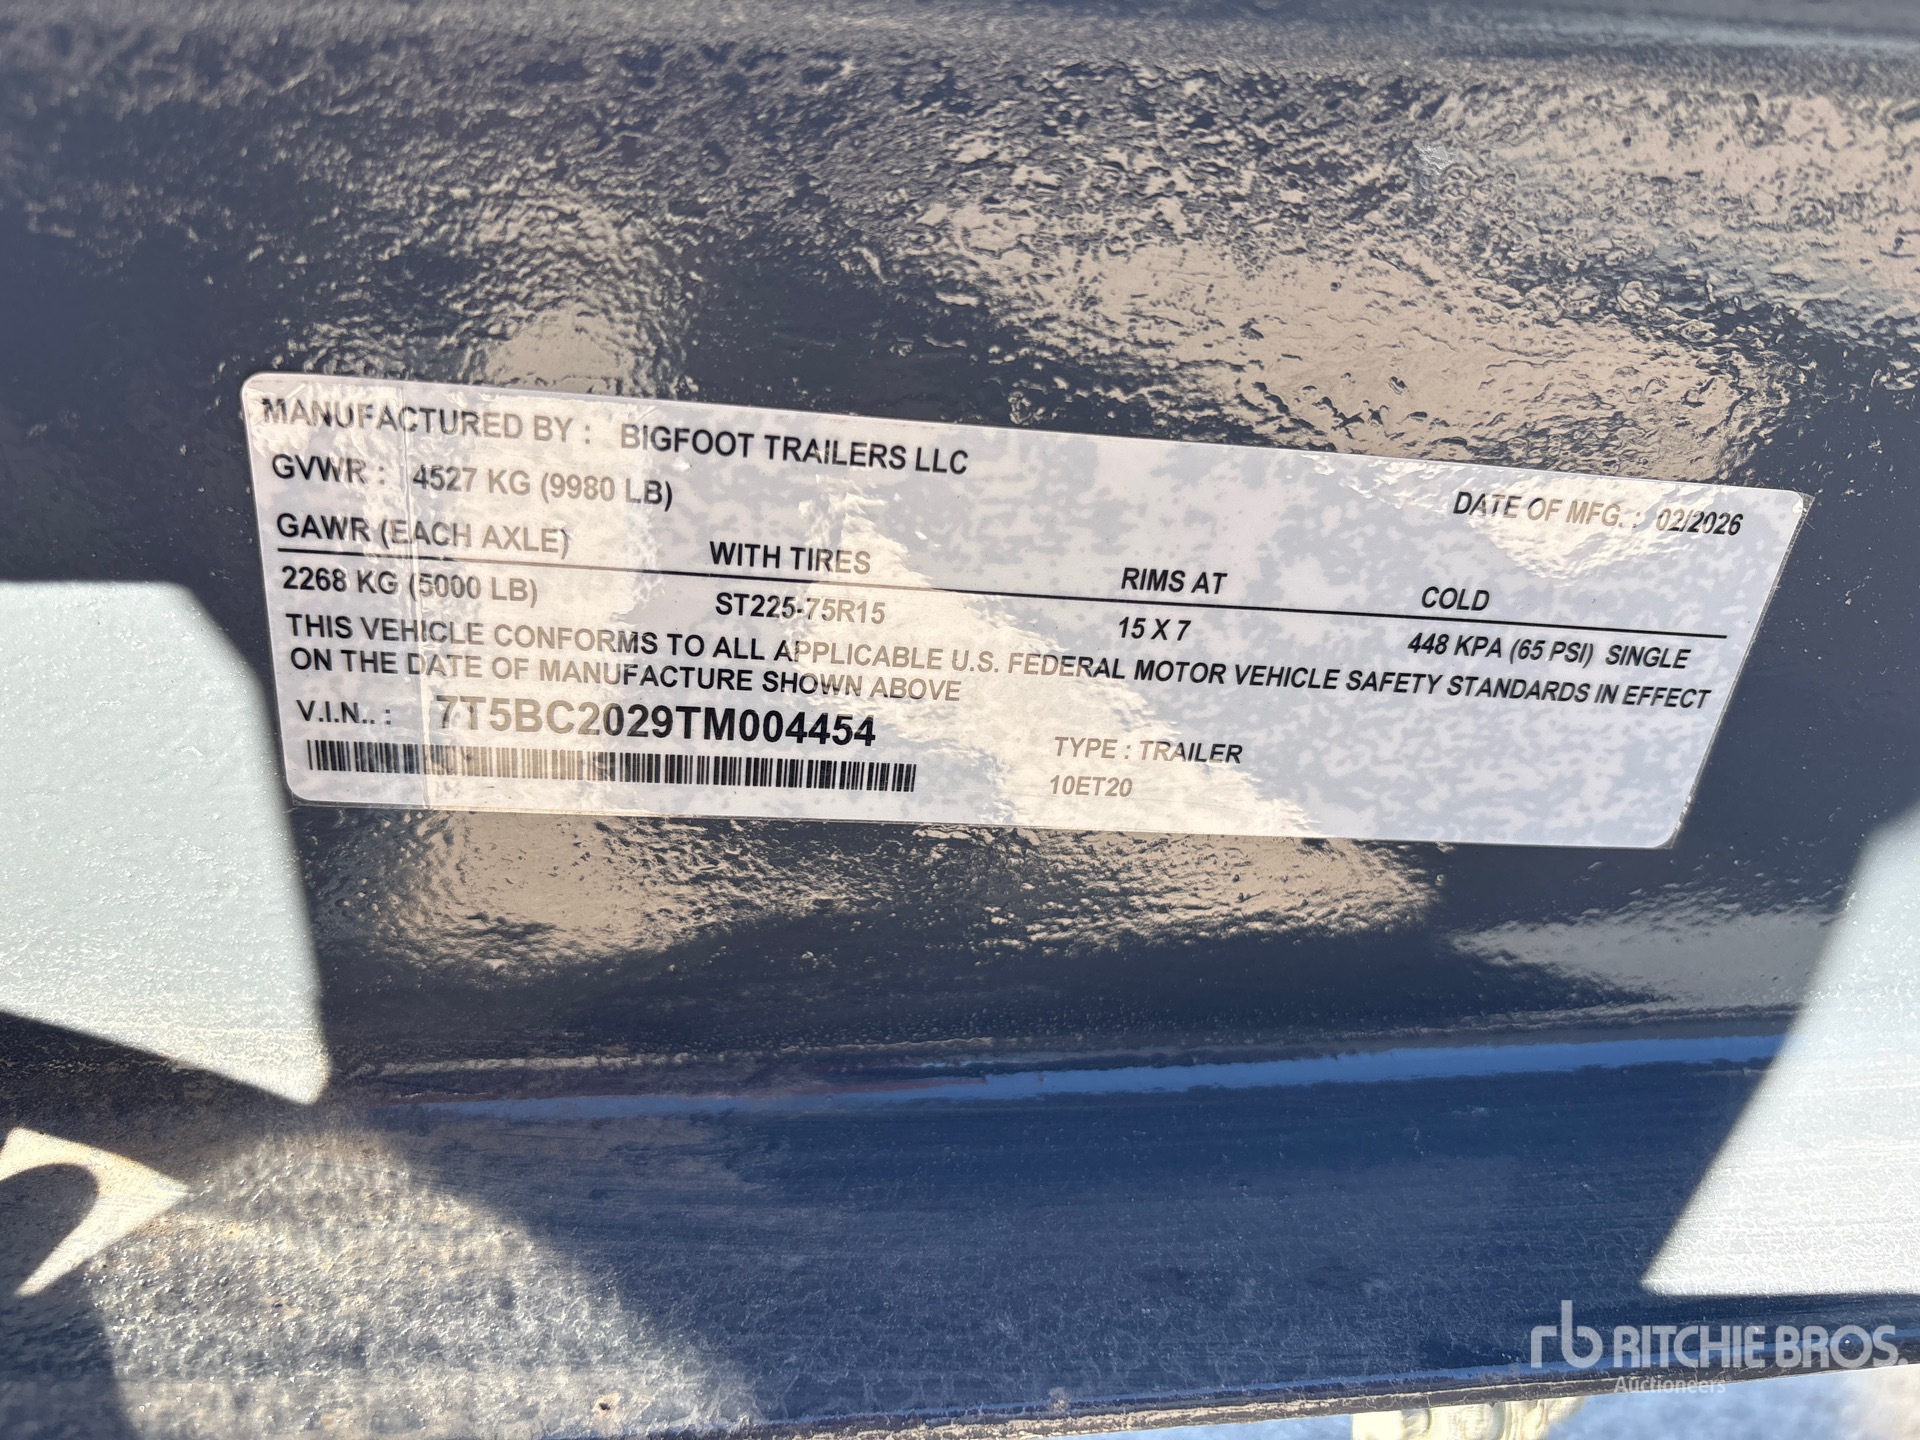 MANUFACTURED BY : BIGFOOT TRAILERS LLC
GVWR : 4527 KG (9980 LB)
DATE OF MFG. : 02/2026
GAWR (EACH AXLE) WITH TIRES RIMS AT COLD
2268 KG (5000 LB) ST225-75R15 15 X 7 448 KPA (65 PSI) SINGLE
THIS VEHICLE CONFORMS TO ALL APPLICABLE U.S. FEDERAL MOTOR VEHICLE SAFETY STANDARDS IN EFFECT
ON THE DATE OF MANUFACTURE SHOWN ABOVE
V.I.N.. : 7T5BC2029TM004454
TYPE : TRAILER
10ET20
rb RITCHIE BROS.
Auctioneers